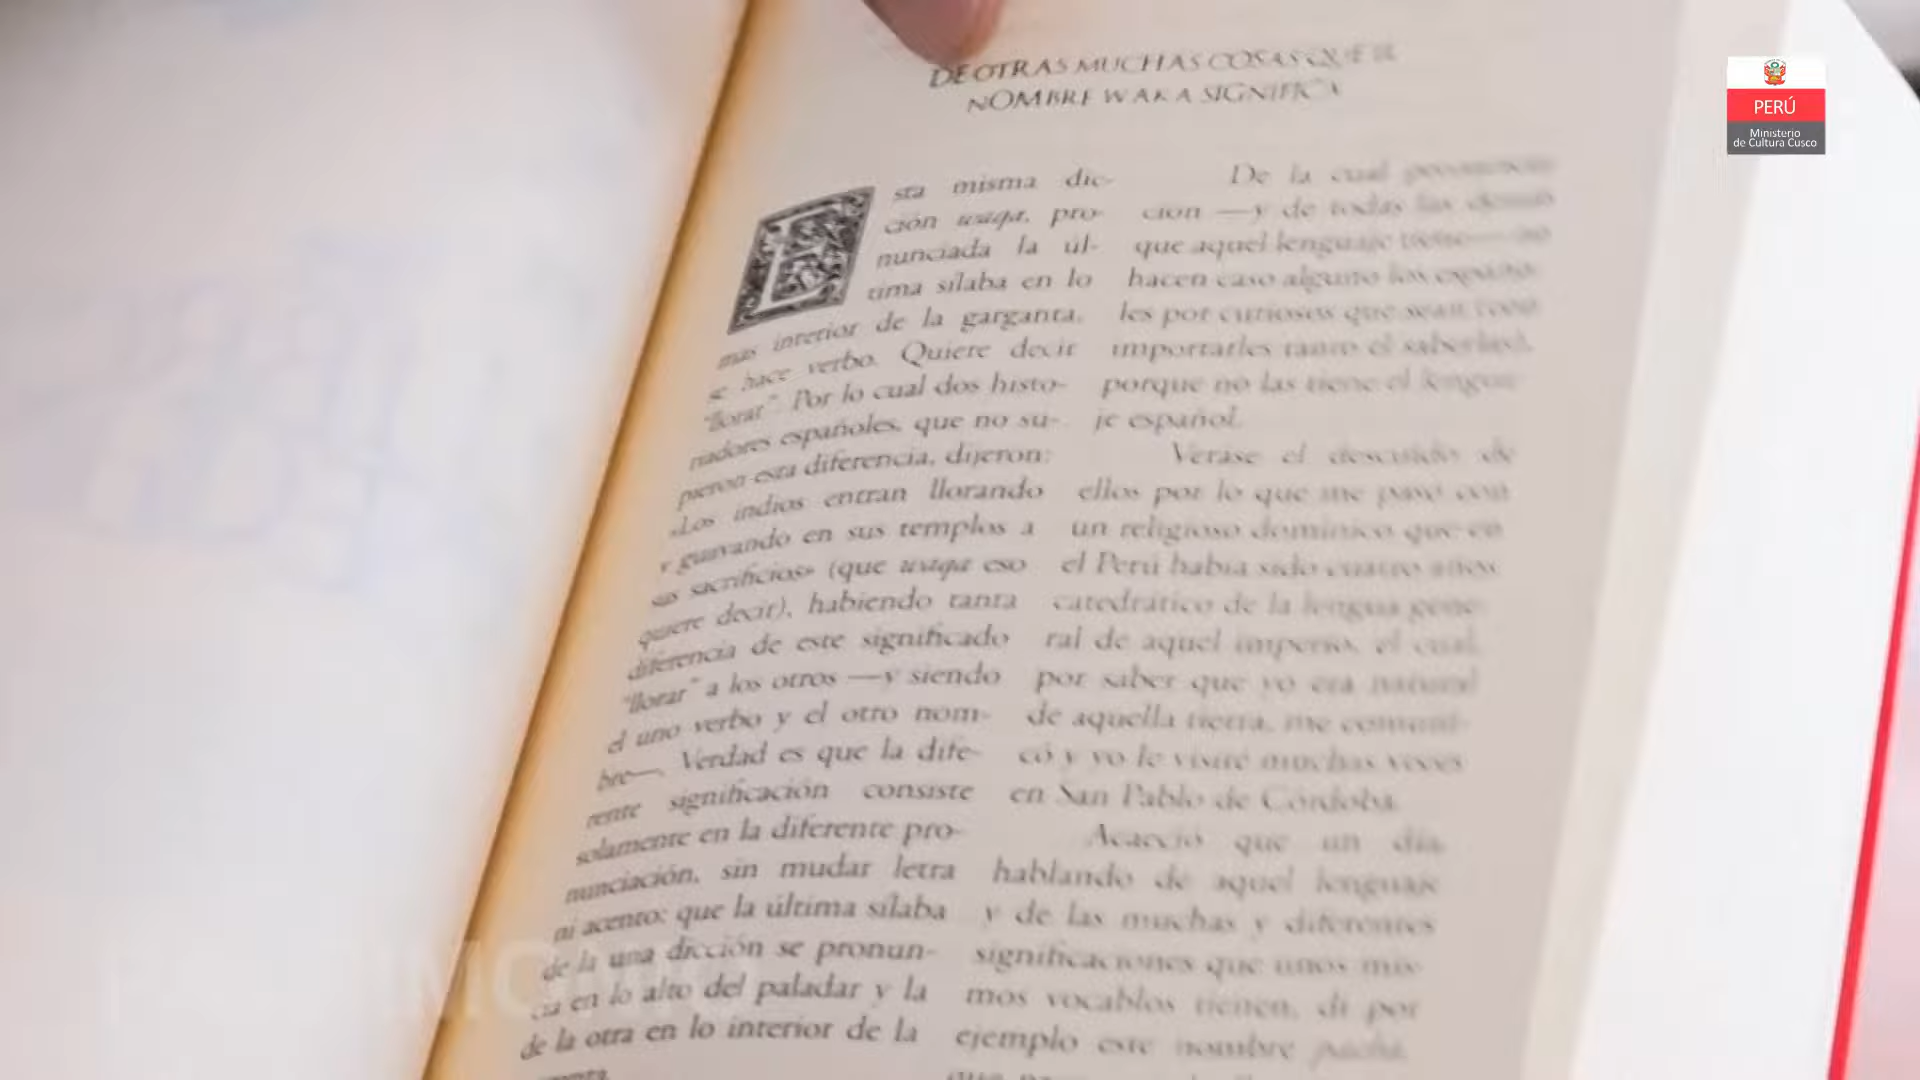 DE OTRAS MUCHAS COSAS QUE EL
NOMBRE WAKA SIGNIFICA
Esta misma dic-
ción waqa, pro-
nunciada la úl-
tima sílaba en lo
más interior de la garganta,
se hace verbo. Quiere decir
“llorar”. Por lo cual dos histo-
riadores españoles, que no su-
pieron esta diferencia, dijeron:
«Los indios entran llorando
y guayando en sus templos a
sus sacrificios» (que waqa eso
quiere decir), habiendo tanta
diferencia de este significado
“llorar” a los otros —y siendo
el uno verbo y el otro nom-
bre—. Verdad es que la dife-
rente significación consiste
solamente en la diferente pro-
nunciación, sin mudar letra
ni acento: que la última sílaba
de la una dicción se pronun-
cia en lo alto del paladar y la
de la otra en lo interior de la
De la cual pronuncia-
ción —y de todas las demás
que aquel lenguaje tiene— no
hacen caso alguno los españo-
les por curiosos que sean con
importarles tanto el saberlas),
porque no las tiene el lengua-
je español.
Verase el descuido de
ellos por lo que me pasó con
un religioso dominico que en
el Perú había sido cuatro años
catedrático de la lengua gene-
ral de aquel imperio, el cual,
por saber que yo era natural
de aquella tierra, me comuni-
có y yo le visité muchas veces
en San Pablo de Córdoba.
Acaeció que un día
hablando de aquel lenguaje
y de las muchas y diferentes
significaciones que unos mis-
mos vocablos tienen, di por
ejemplo este nombre pacha,
PERÚ
Ministerio
de Cultura Cusco